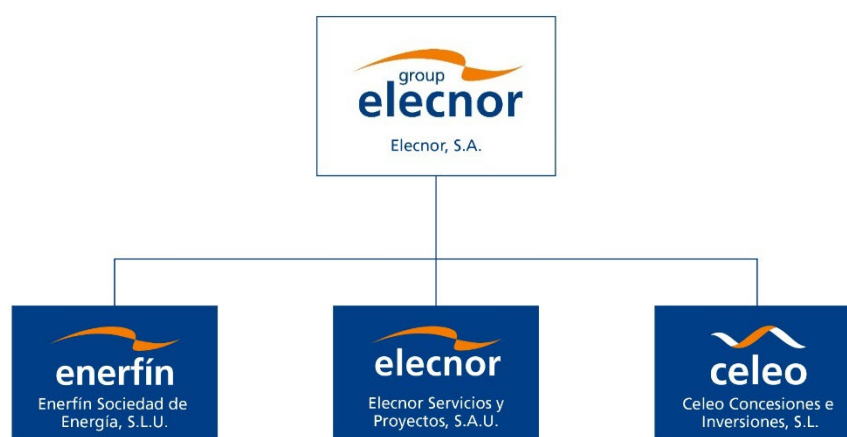 group
elecnor
Elecnor, S.A.
enerfín
Enerfín Sociedad de
Energía, S.L.U.
elecnor
Elecnor Servicios y
Proyectos, S.A.U.
celeo
Celeo Concesiones e
Inversiones, S.L.